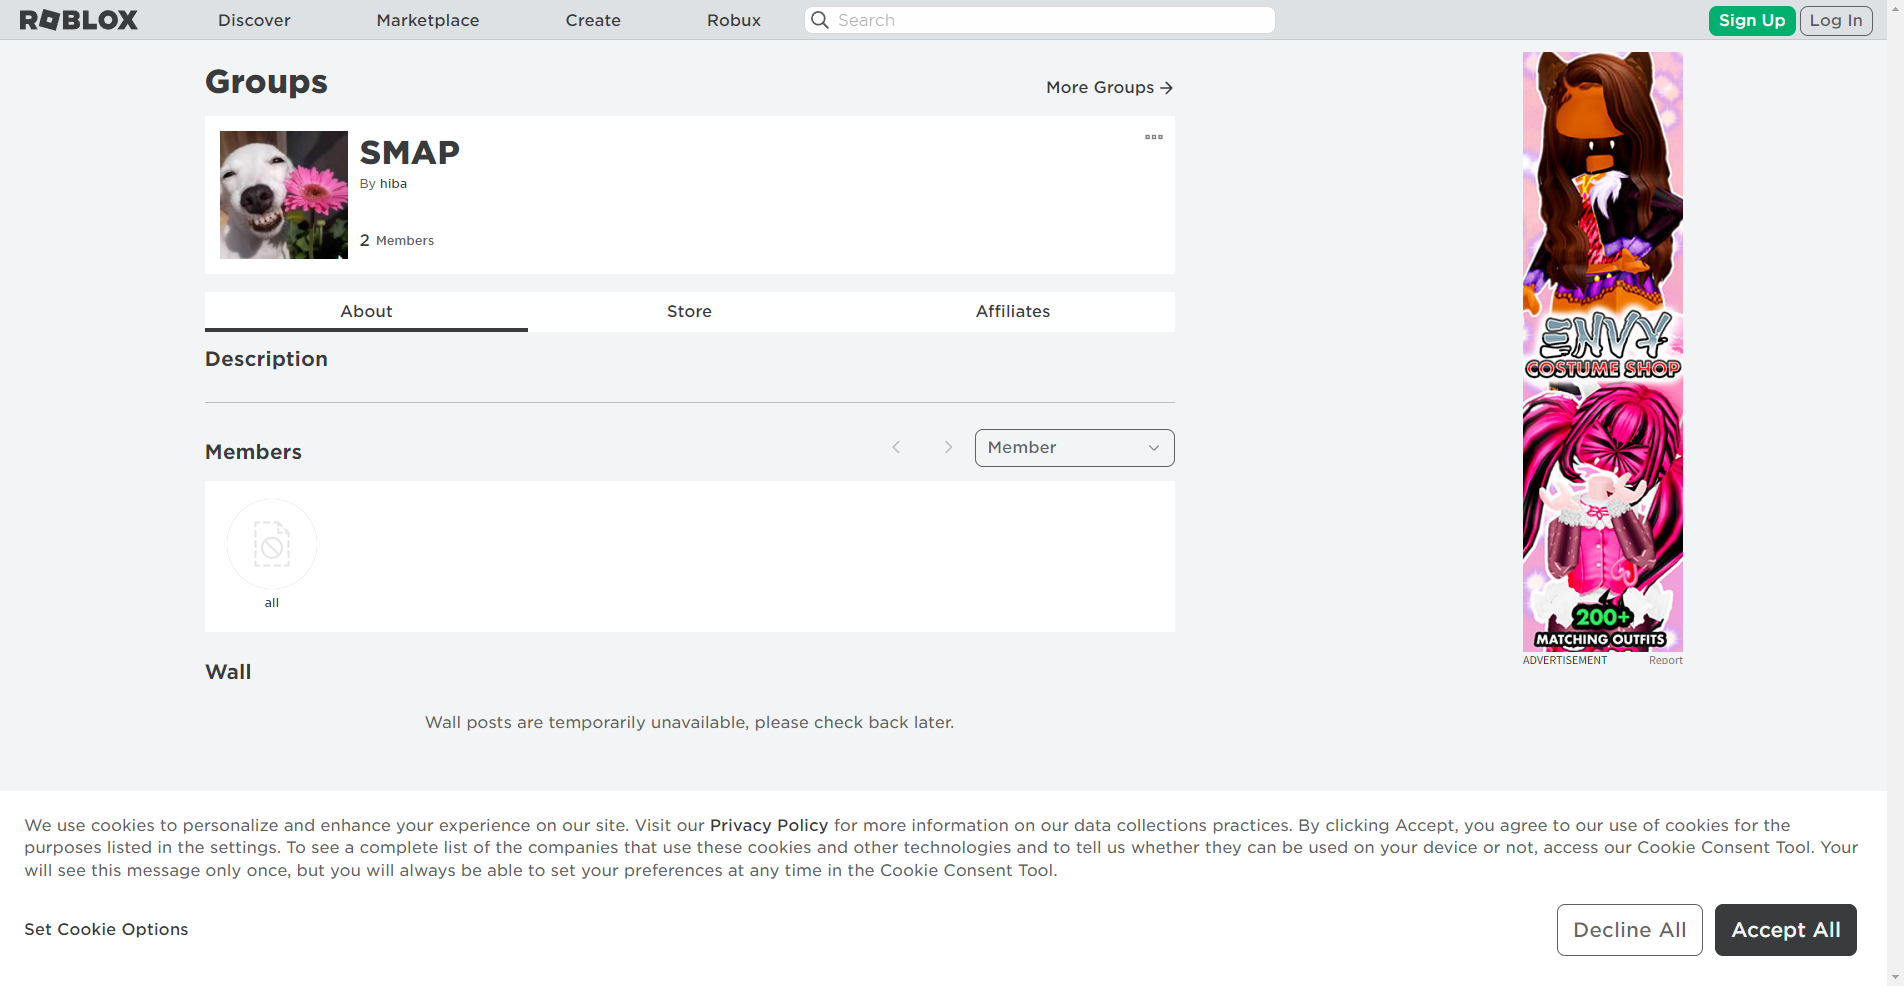 ROBLOX
Discover
Marketplace
Create
Robux
Search
Sign Up
Log In
Groups
More Groups
SMAP
By hiba
2 Members
About
Store
Affiliates
Description
Members
Member
all
Wall
Wall posts are temporarily unavailable, please check back later.
ENVY
COSTUME SHOP
200+
MATCHING OUTFITS
ADVERTISEMENT
Report
We use cookies to personalize and enhance your experience on our site. Visit our Privacy Policy for more information on our data collections practices. By clicking Accept, you agree to our use of cookies for the
purposes listed in the settings. To see a complete list of the companies that use these cookies and other technologies and to tell us whether they can be used on your device or not, access our Cookie Consent Tool. Your
will see this message only once, but you will always be able to set your preferences at any time in the Cookie Consent Tool.
Set Cookie Options
Decline All
Accept All